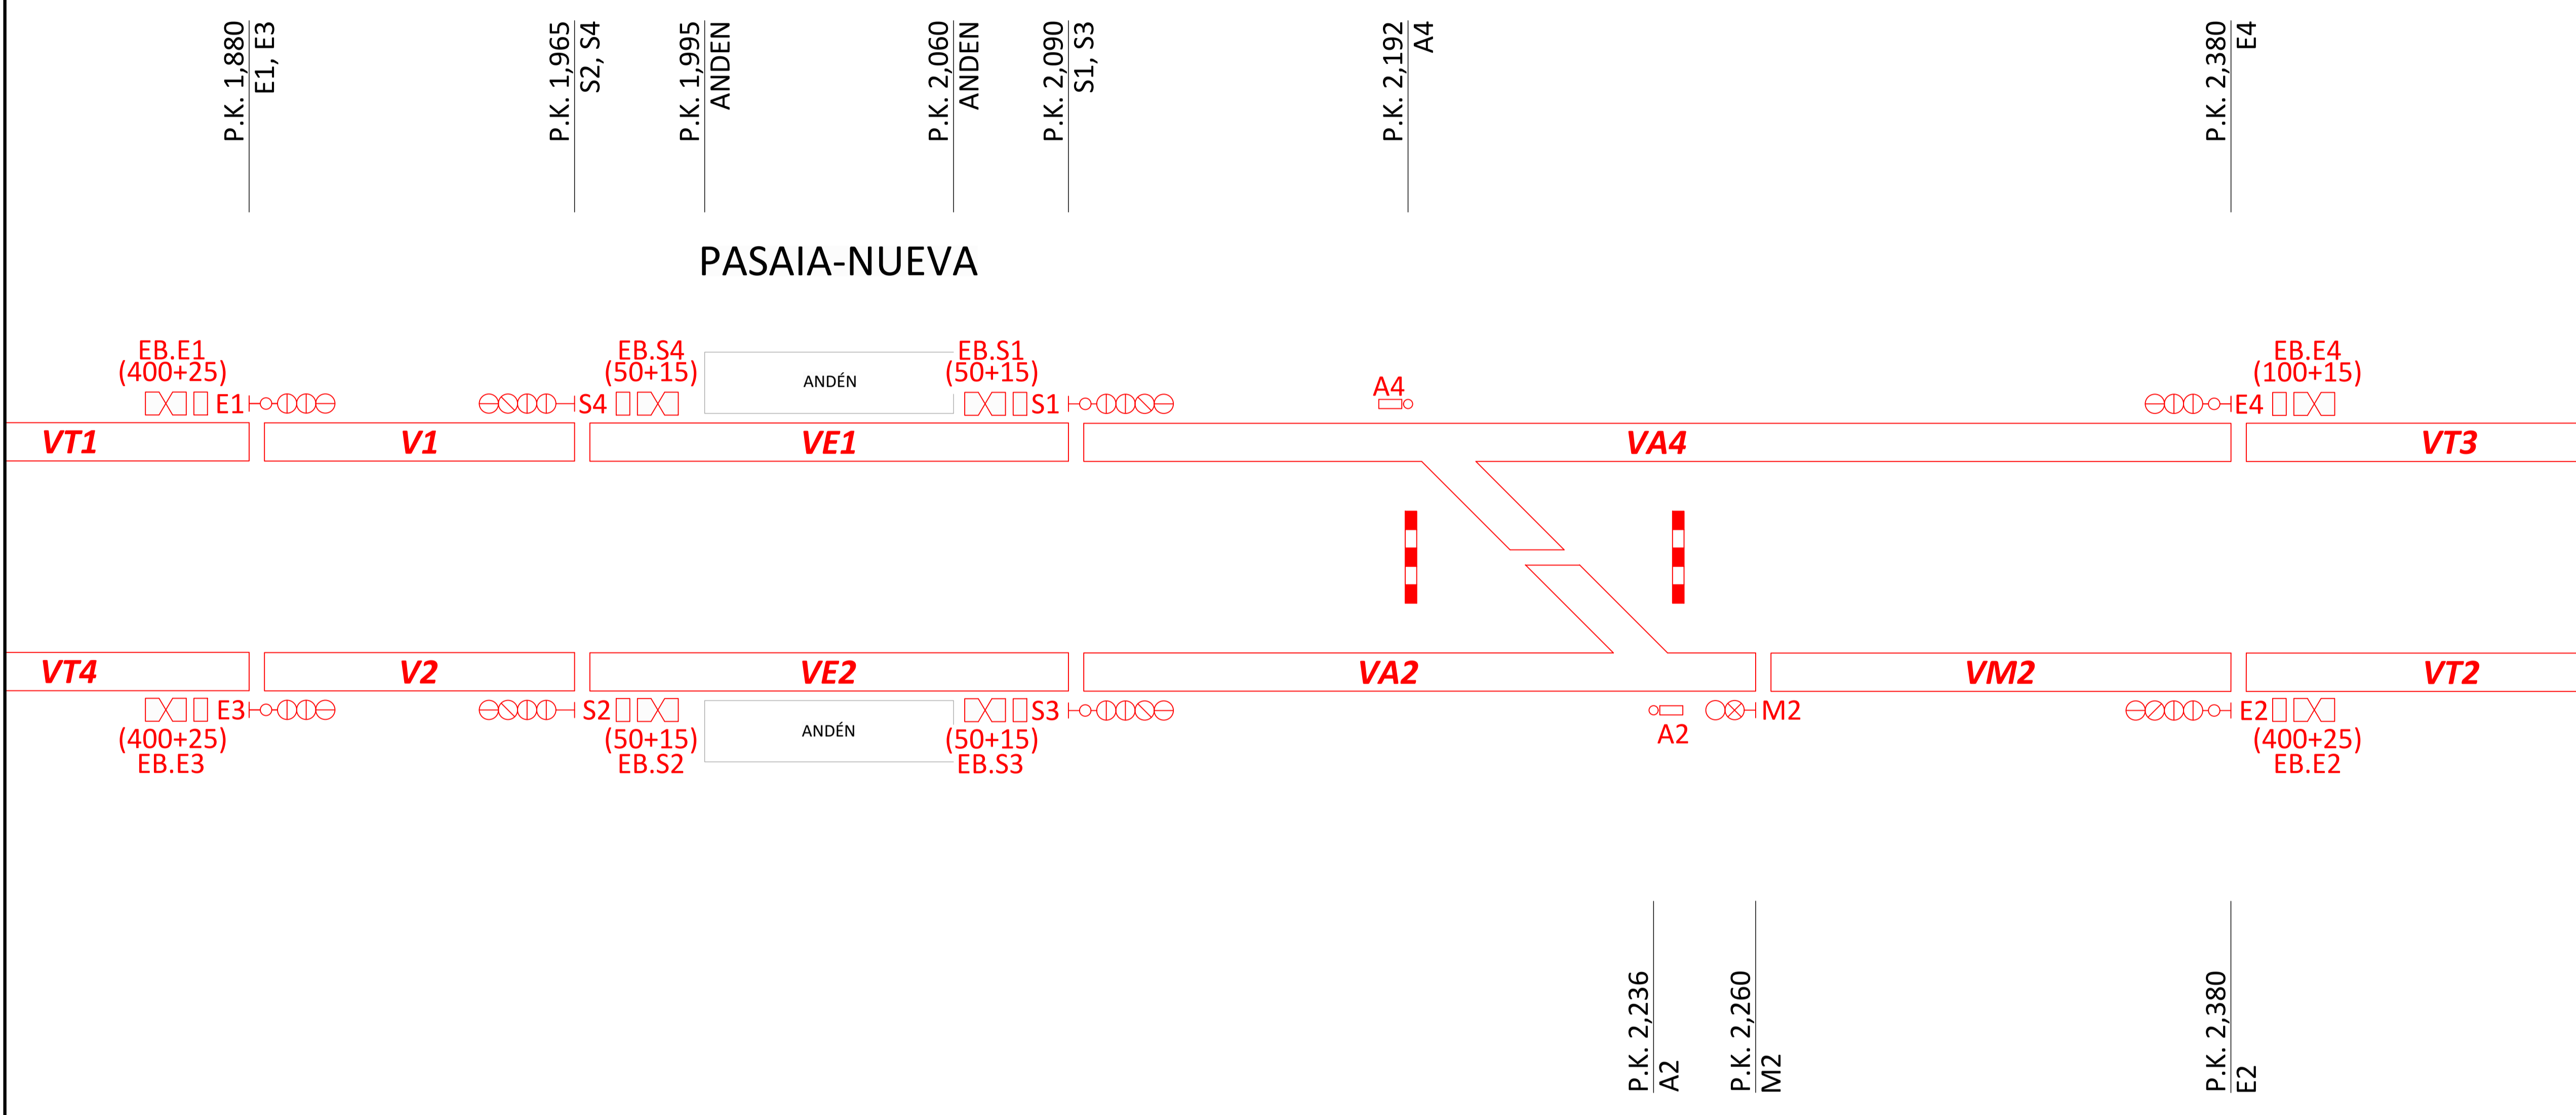 P.K. 1,880
E1, E3
P.K. 1,965
S2, S4
P.K. 1,995
ANDEN
P.K. 2,060
ANDEN
P.K. 2,090
S1, S3
P.K. 2,192
A4
P.K. 2,380
E4
PASAIA-NUEVA
EB.E1
(400+25)
EB.S4
(50+15)
EB.S1
(50+15)
EB.E4
(100+15)
ANDÉN
E1
S4
S1
A4
E4
VT1
V1
VE1
VA4
VT3
VT4
V2
VE2
VA2
VM2
VT2
E3
S2
S3
M2
E2
A2
ANDÉN
(400+25)
EB.E3
(50+15)
EB.S2
(50+15)
EB.S3
(400+25)
EB.E2
P.K. 2,236
A2
P.K. 2,260
M2
P.K. 2,380
E2